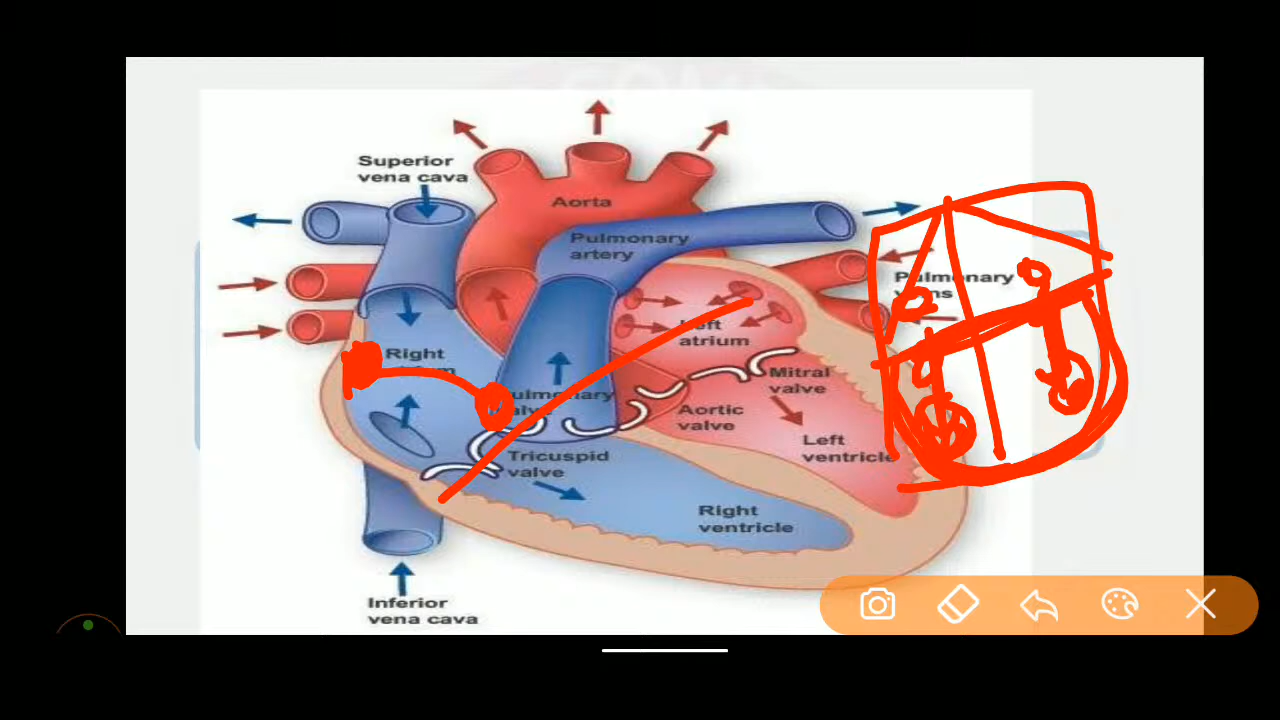 Superior
vena cava
Aorta
Pulmonary
artery
Pulmonary
Left
atrium
Right
Mitral
valve
Aortic
valve
Left
ventricle
Tricuspid
valve
Right
ventricle
Inferior
vena cava